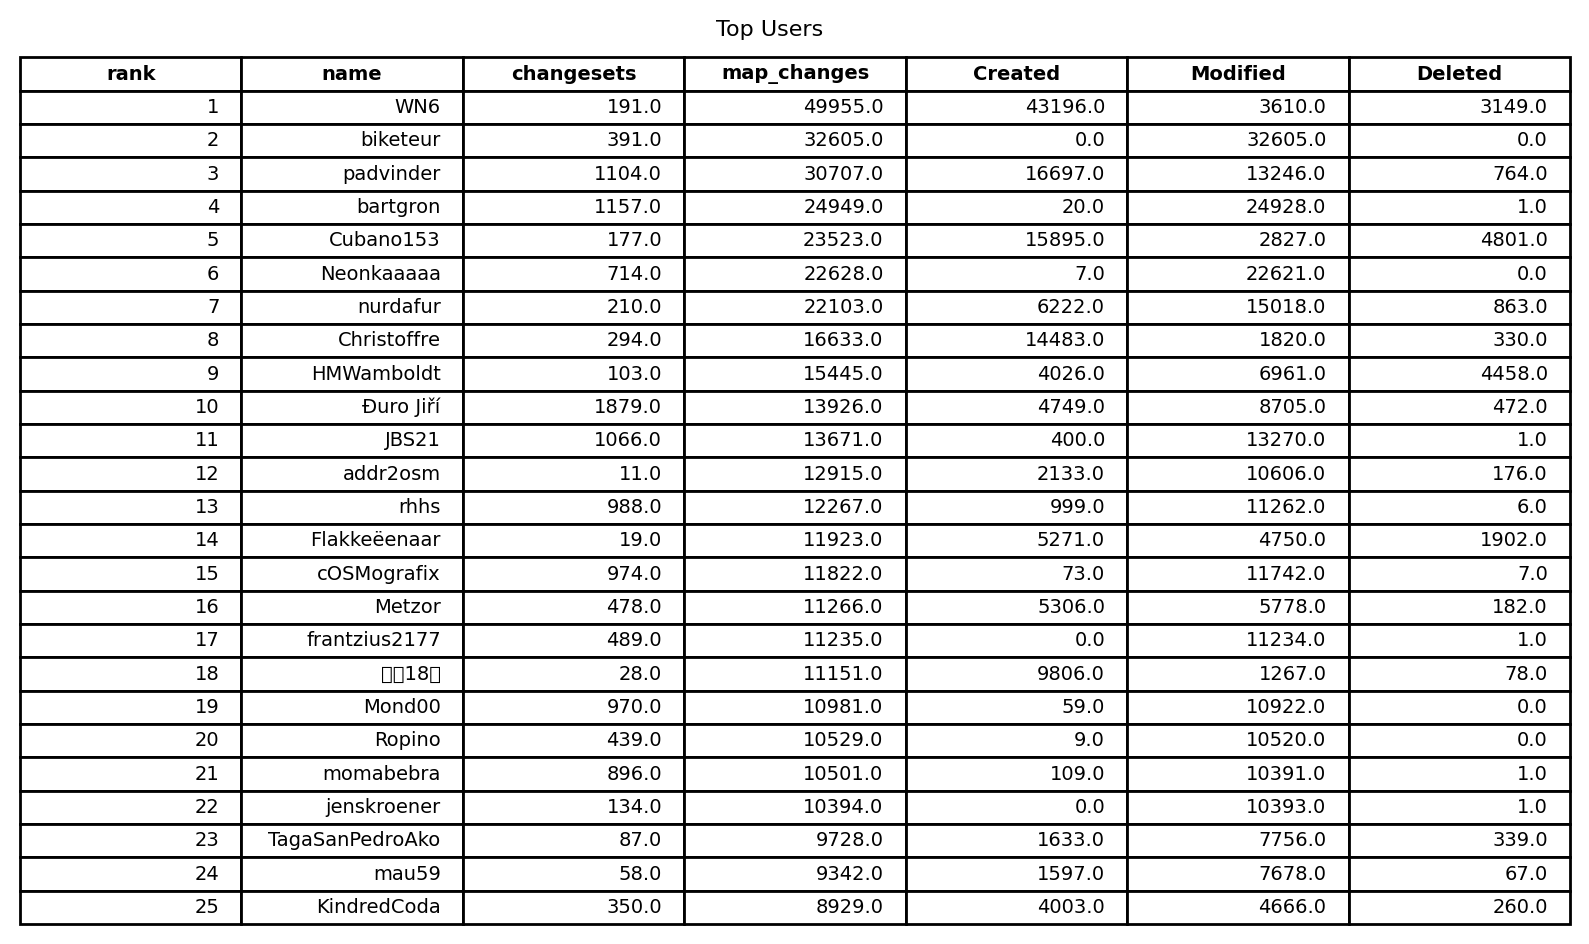 Top Users
rank name changesets map_changes Created Modified Deleted
1 WN6 191.0 49955.0 43196.0 3610.0 3149.0
2 biketeur 391.0 32605.0 0.0 32605.0 0.0
3 padvinder 1104.0 30707.0 16697.0 13246.0 764.0
4 bartgron 1157.0 24949.0 20.0 24928.0 1.0
5 Cubano153 177.0 23523.0 15895.0 2827.0 4801.0
6 Neonkaaaaa 714.0 22628.0 7.0 22621.0 0.0
7 nurdafur 210.0 22103.0 6222.0 15018.0 863.0
8 Christoffre 294.0 16633.0 14483.0 1820.0 330.0
9 HMWamboldt 103.0 15445.0 4026.0 6961.0 4458.0
10 Ðuro Jiří 1879.0 13926.0 4749.0 8705.0 472.0
11 JBS21 1066.0 13671.0 400.0 13270.0 1.0
12 addr2osm 11.0 12915.0 2133.0 10606.0 176.0
13 rhhs 988.0 12267.0 999.0 11262.0 6.0
14 Flakkeëenaar 19.0 11923.0 5271.0 4750.0 1902.0
15 cOSMografix 974.0 11822.0 73.0 11742.0 7.0
16 Metzor 478.0 11266.0 5306.0 5778.0 182.0
17 frantzius2177 489.0 11235.0 0.0 11234.0 1.0
18 18 28.0 11151.0 9806.0 1267.0 78.0
19 Mond00 970.0 10981.0 59.0 10922.0 0.0
20 Ropino 439.0 10529.0 9.0 10520.0 0.0
21 momabebra 896.0 10501.0 109.0 10391.0 1.0
22 jenskroener 134.0 10394.0 0.0 10393.0 1.0
23 TagaSanPedroAko 87.0 9728.0 1633.0 7756.0 339.0
24 mau59 58.0 9342.0 1597.0 7678.0 67.0
25 KindredCoda 350.0 8929.0 4003.0 4666.0 260.0